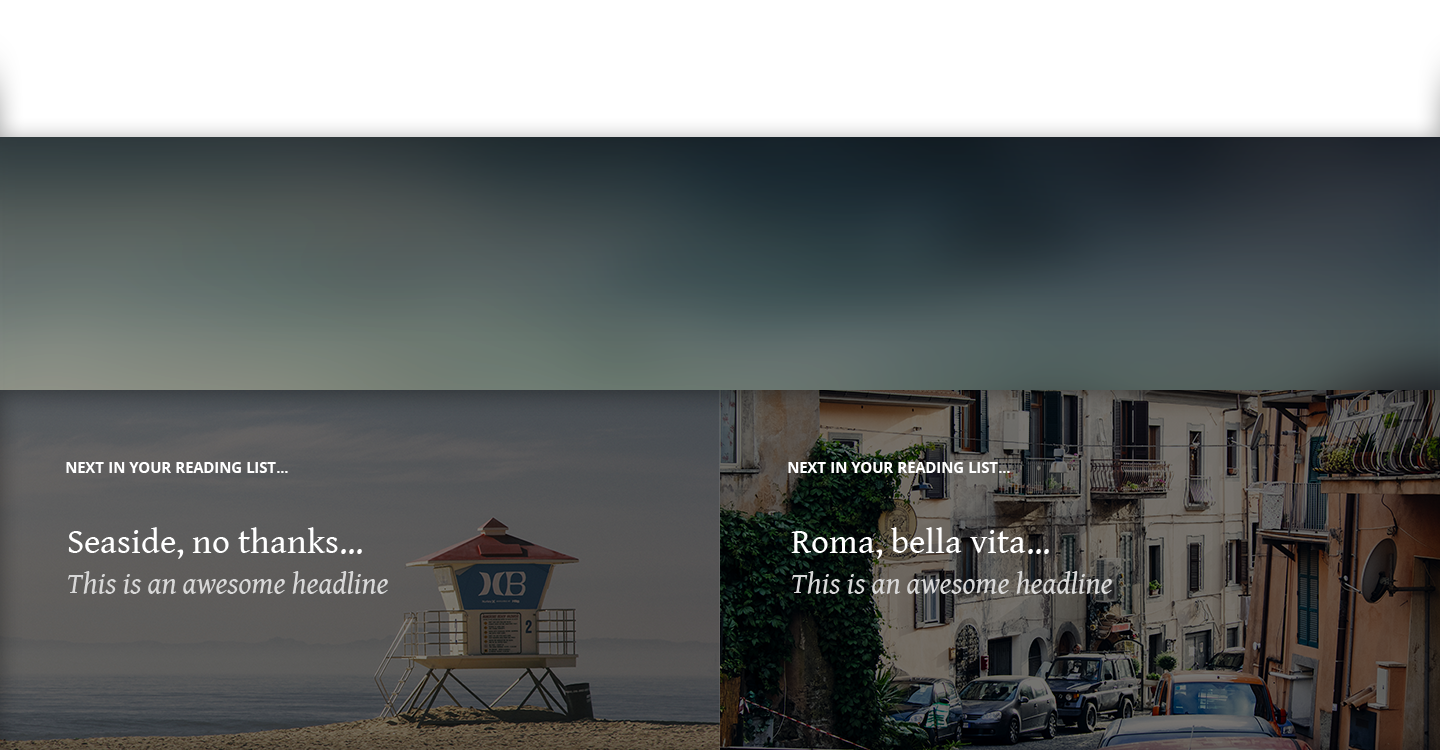 NEXT IN YOUR READING LIST...
Seaside, no thanks...
This is an awesome headline
2
NEXT IN YOUR READING LIST...
Roma, bella vita...
This is an awesome headline